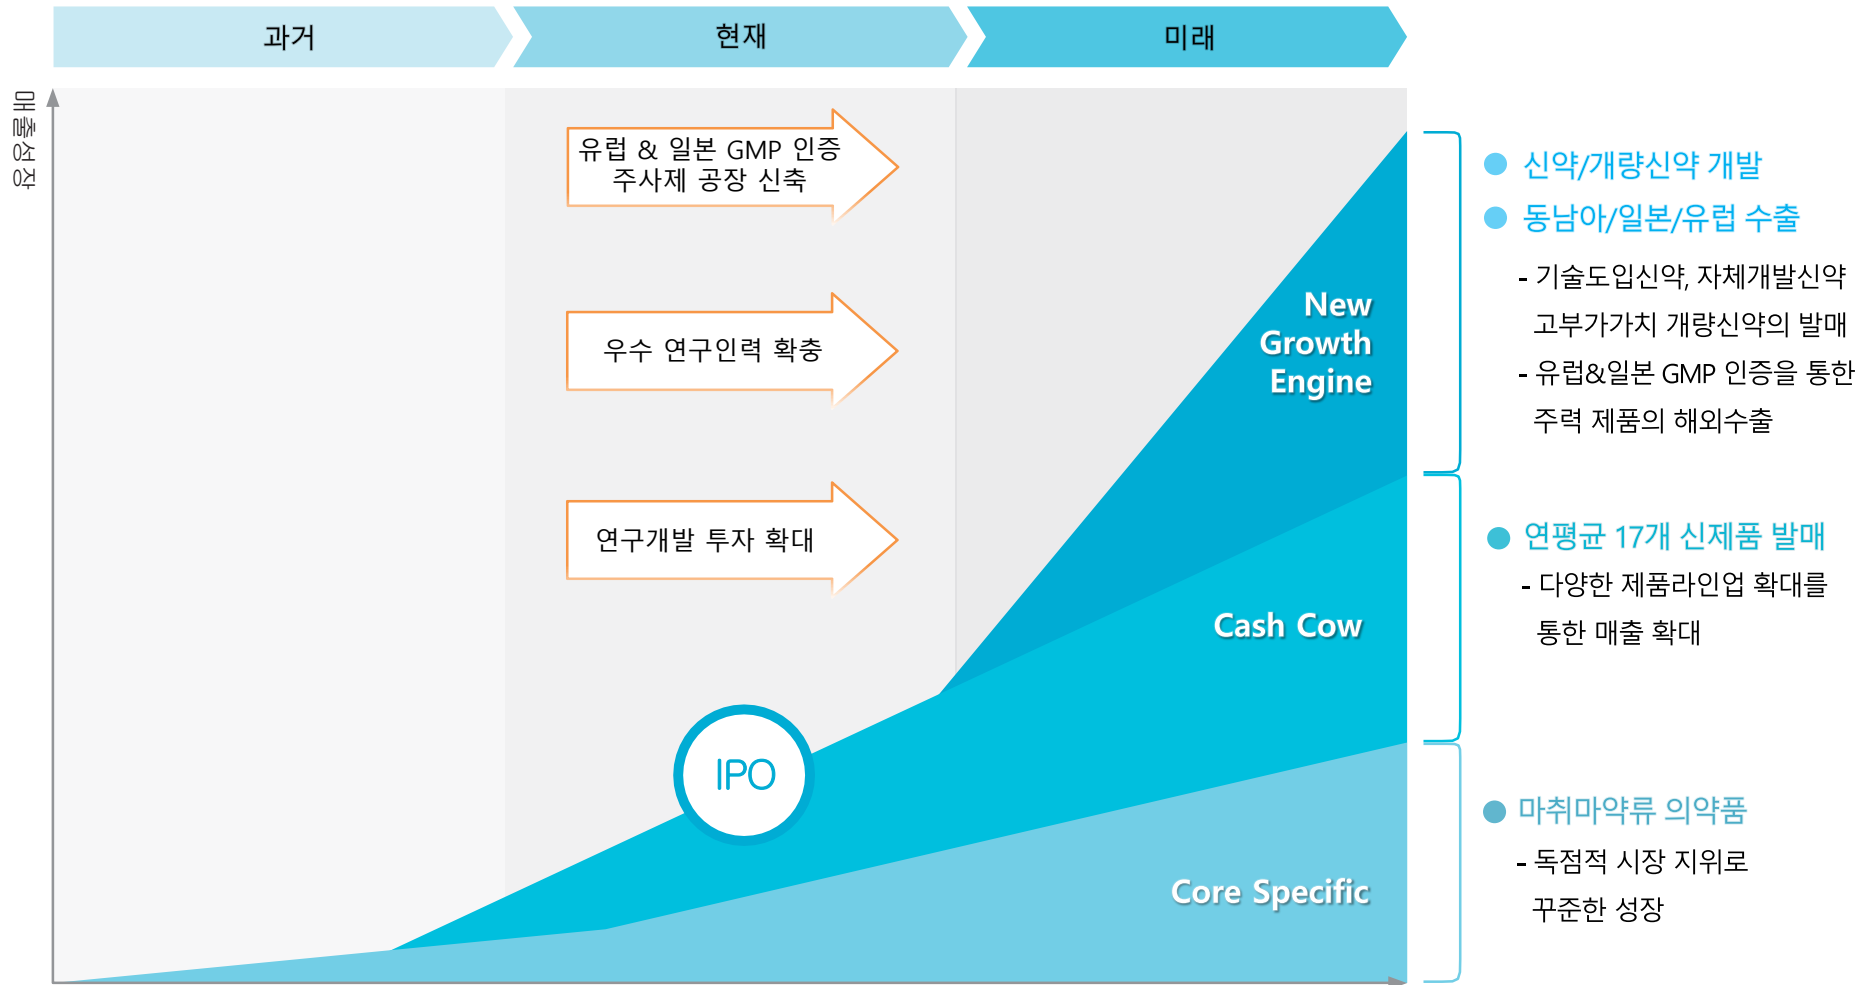 과거
현재
미래
매출성장
유럽 & 일본 GMP 인증
주사제 공장 신축
우수 연구인력 확충
연구개발 투자 확대
IPO
New
Growth
Engine
Cash Cow
Core Specific
신약/개량신약 개발
동남아/일본/유럽 수출
- 기술도입신약, 자체개발신약
고부가가치 개량신약의 발매
- 유럽&일본 GMP 인증을 통한
주력 제품의 해외수출
연평균 17개 신제품 발매
- 다양한 제품라인업 확대를
통한 매출 확대
마취마약류 의약품
- 독점적 시장 지위로
꾸준한 성장